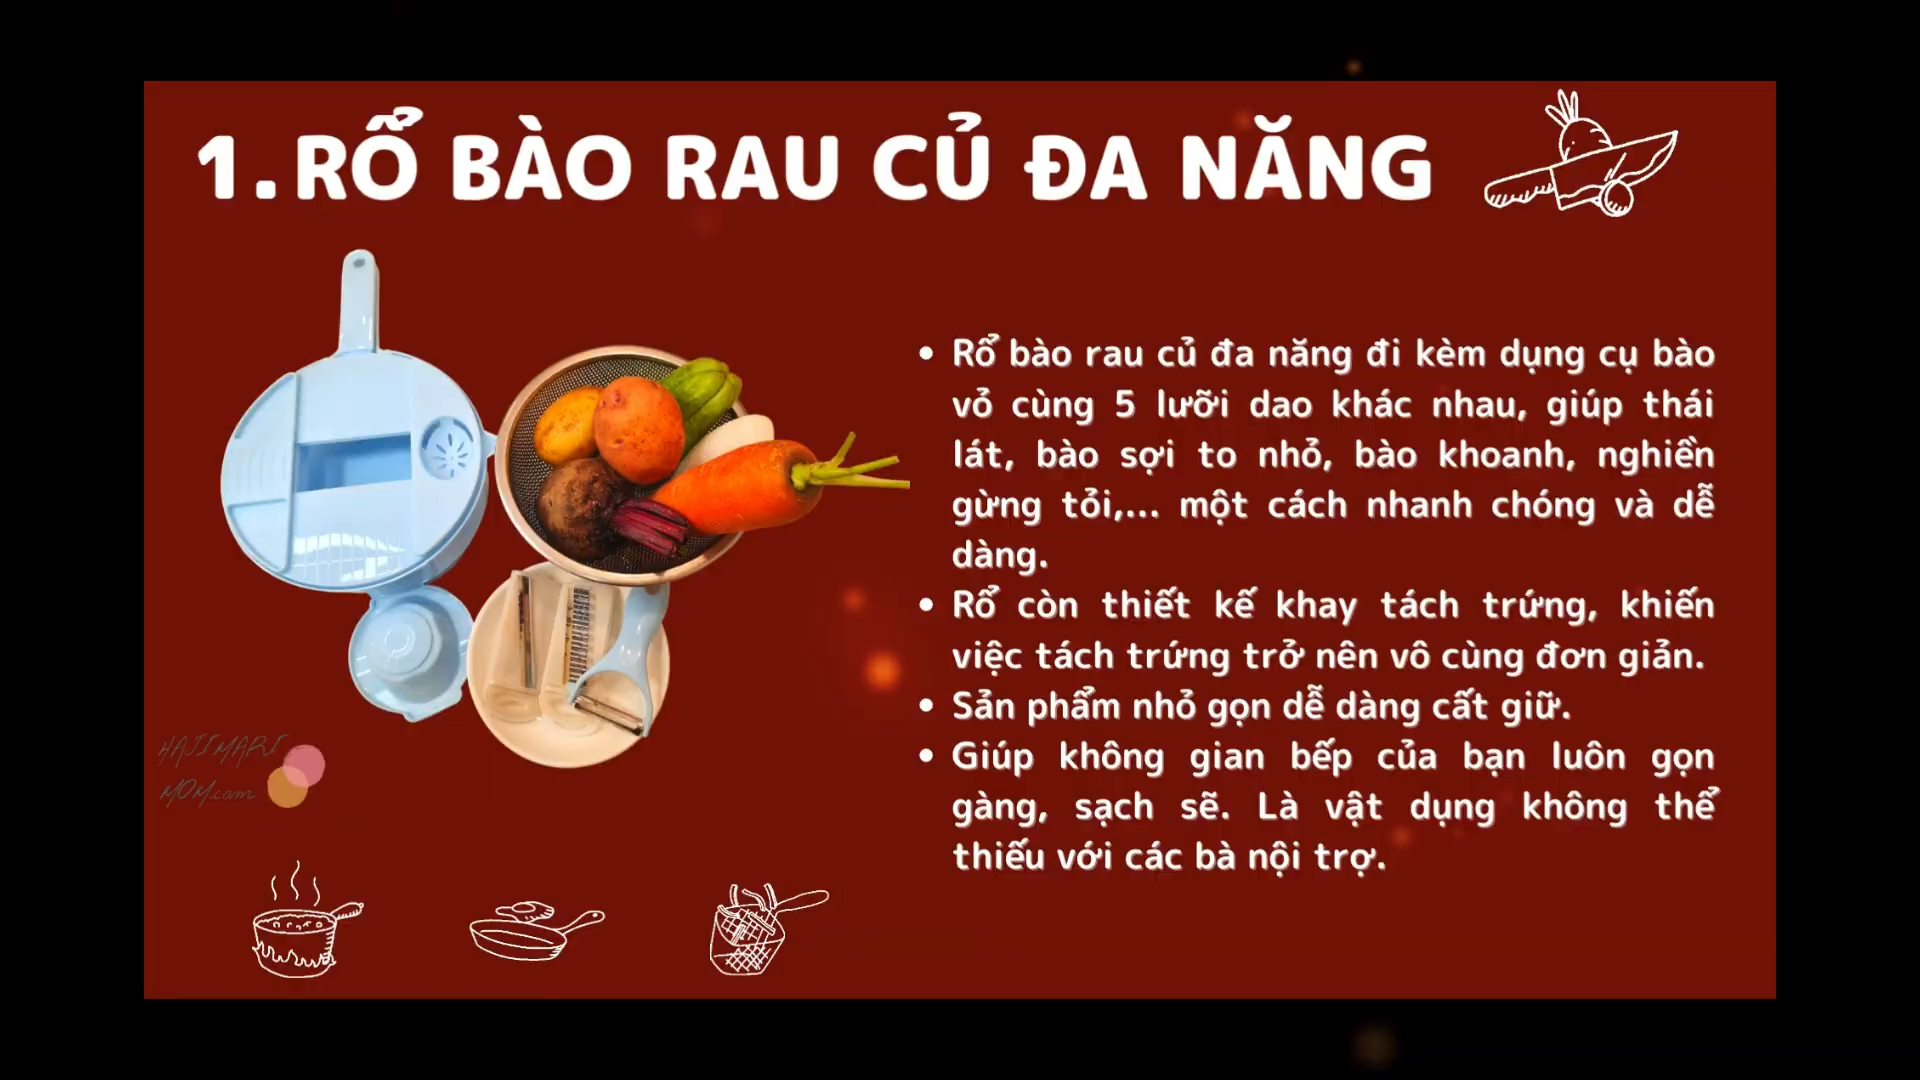 1. RỔ BÀO RAU CỦ ĐA NĂNG
Rổ bào rau củ đa năng đi kèm dụng cụ bào
vỏ cùng 5 lưỡi dao khác nhau, giúp thái
lát, bào sợi to nhỏ, bào khoanh, nghiền
gừng tỏi,... một cách nhanh chóng và dễ
dàng.
Rổ còn thiết kế khay tách trứng, khiến
việc tách trứng trở nên vô cùng đơn giản.
Sản phẩm nhỏ gọn dễ dàng cất giữ.
Giúp không gian bếp của bạn luôn gọn
gàng, sạch sẽ. Là vật dụng không thể
thiếu với các bà nội trợ.
HAJIMARI
MOM.com